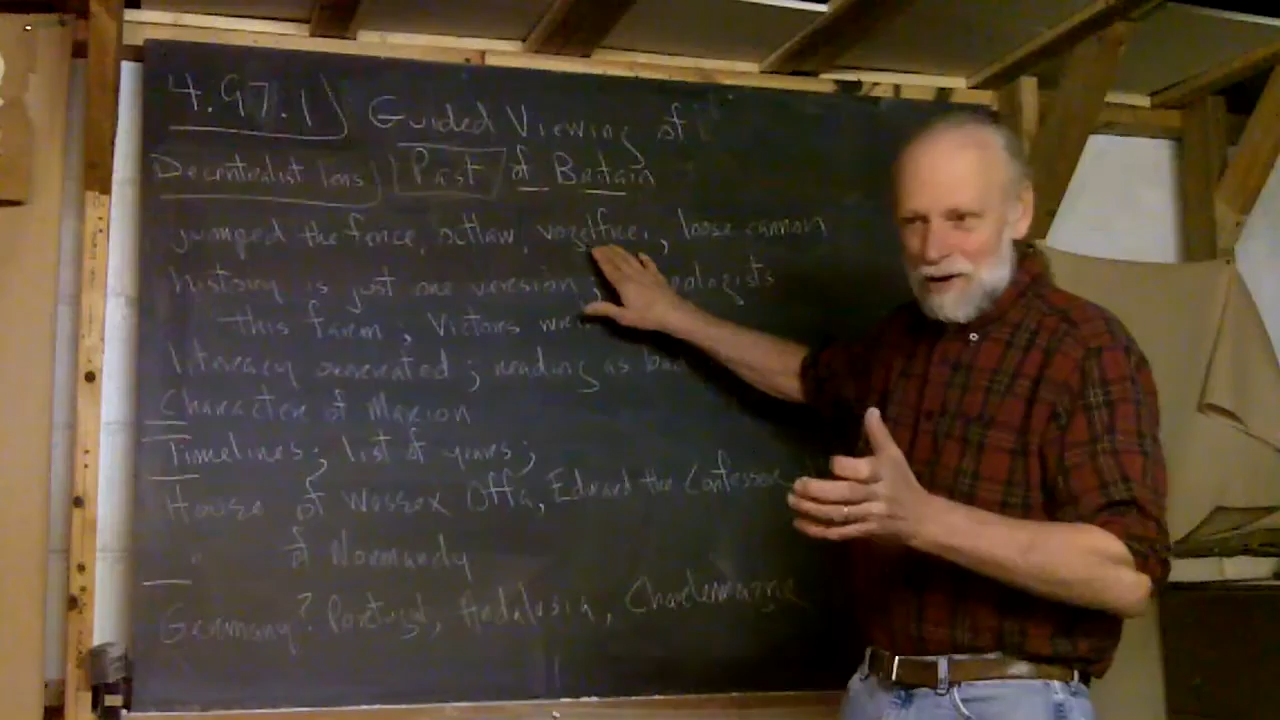 4.97.1) Guided Viewing of
Decentralist lens) Past of Britain
jumped the fence, outlaw, vogelfrei, loose cannon
history is just one version ;
this farm ; Victors
literacy overrated ; reading as
Character of Marion
Timelines ; list of years ;
House of Wessex Offa, Edward the Confessor
" of Normandy
Germany? Portugal, Andalusia, Charlemagne